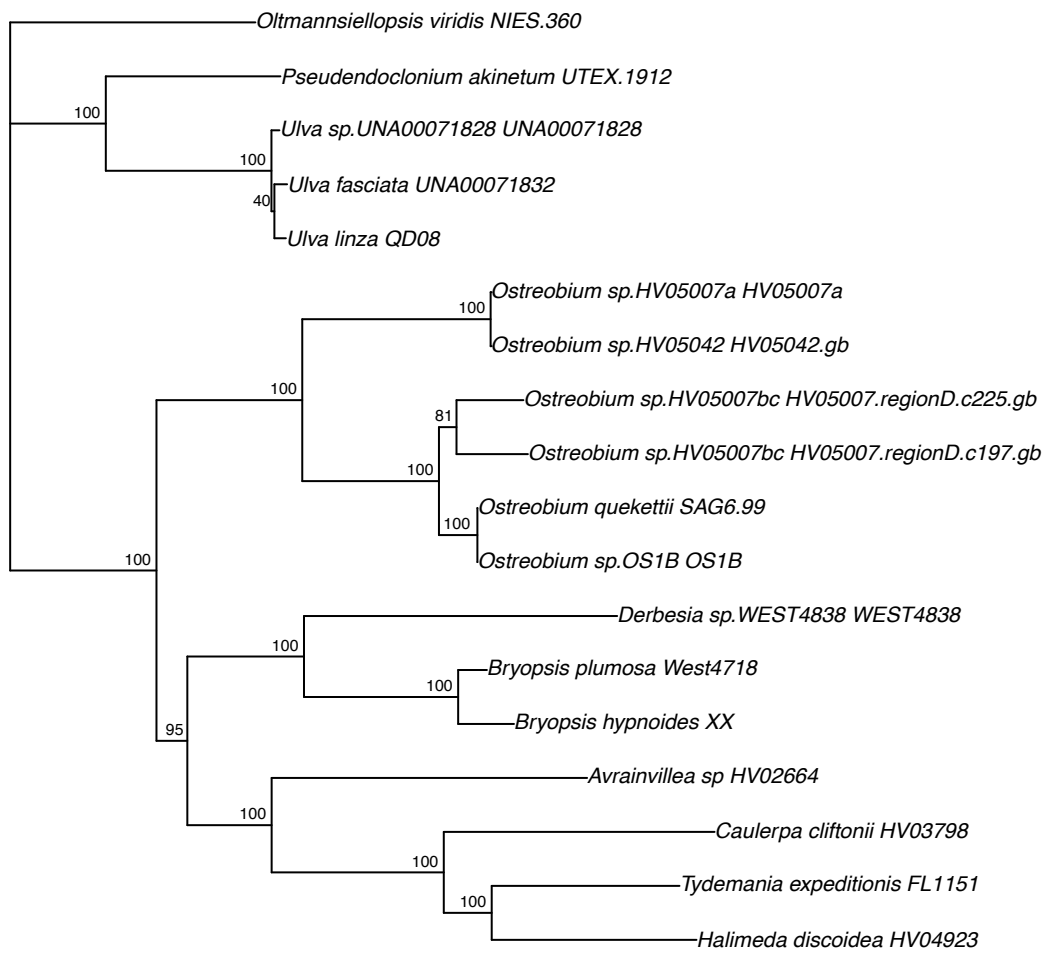 Oltmannsiellopsis viridis NIES.360
Pseudendoclonium akinetum UTEX.1912
100
Ulva sp.UNA00071828 UNA00071828
100
Ulva fasciata UNA00071832
40
Ulva linza QD08
Ostreobium sp.HV05007a HV05007a
100
Ostreobium sp.HV05042 HV05042.gb
100
Ostreobium sp.HV05007bc HV05007.regionD.c225.gb
81
Ostreobium sp.HV05007bc HV05007.regionD.c197.gb
100
Ostreobium quekettii SAG6.99
100
Ostreobium sp.OS1B OS1B
100
Derbesia sp.WEST4838 WEST4838
100
Bryopsis plumosa West4718
100
Bryopsis hypnoides XX
95
Avrainvillea sp HV02664
100
Caulerpa cliftonii HV03798
100
Tydemania expeditionis FL1151
100
Halimeda discoidea HV04923